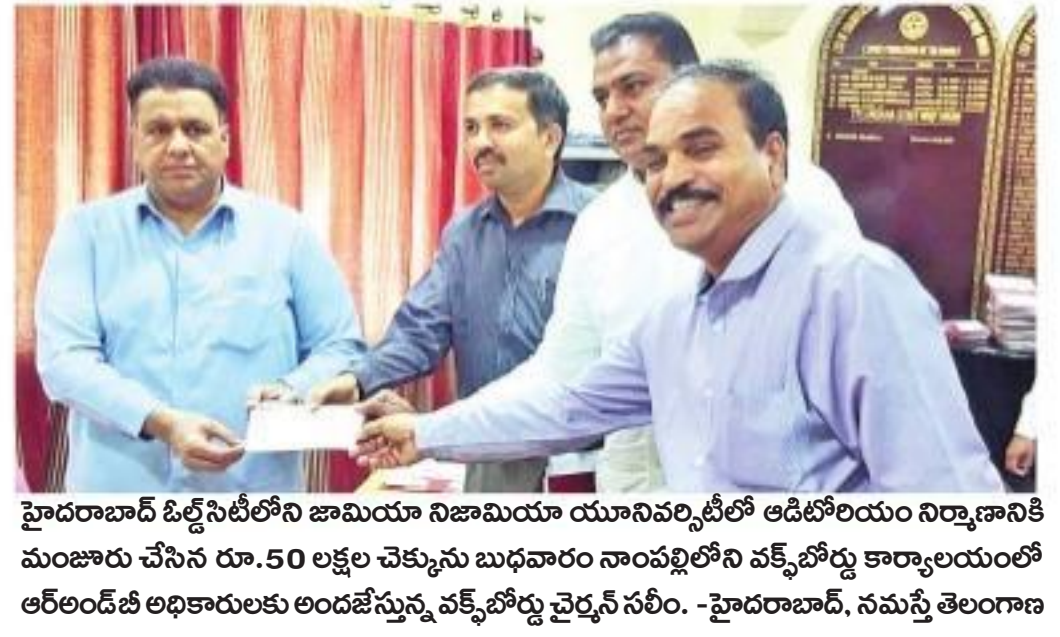 హైదరాబాద్ ఓల్డ్‌సిటీలోని జామియా నిజామియా యూనివర్సిటీలో ఆడిటోరియం నిర్మాణానికి
మంజూరు చేసిన రూ.50 లక్షల చెక్కును బుధవారం నాంపల్లిలోని వక్ఫ్‌బోర్డు కార్యాలయంలో
ఆర్అండ్‌బీ అధికారులకు అందజేస్తున్న వక్ఫ్‌బోర్డు చైర్మన్ సలీం. -హైదరాబాద్, నమస్తే తెలంగాణ